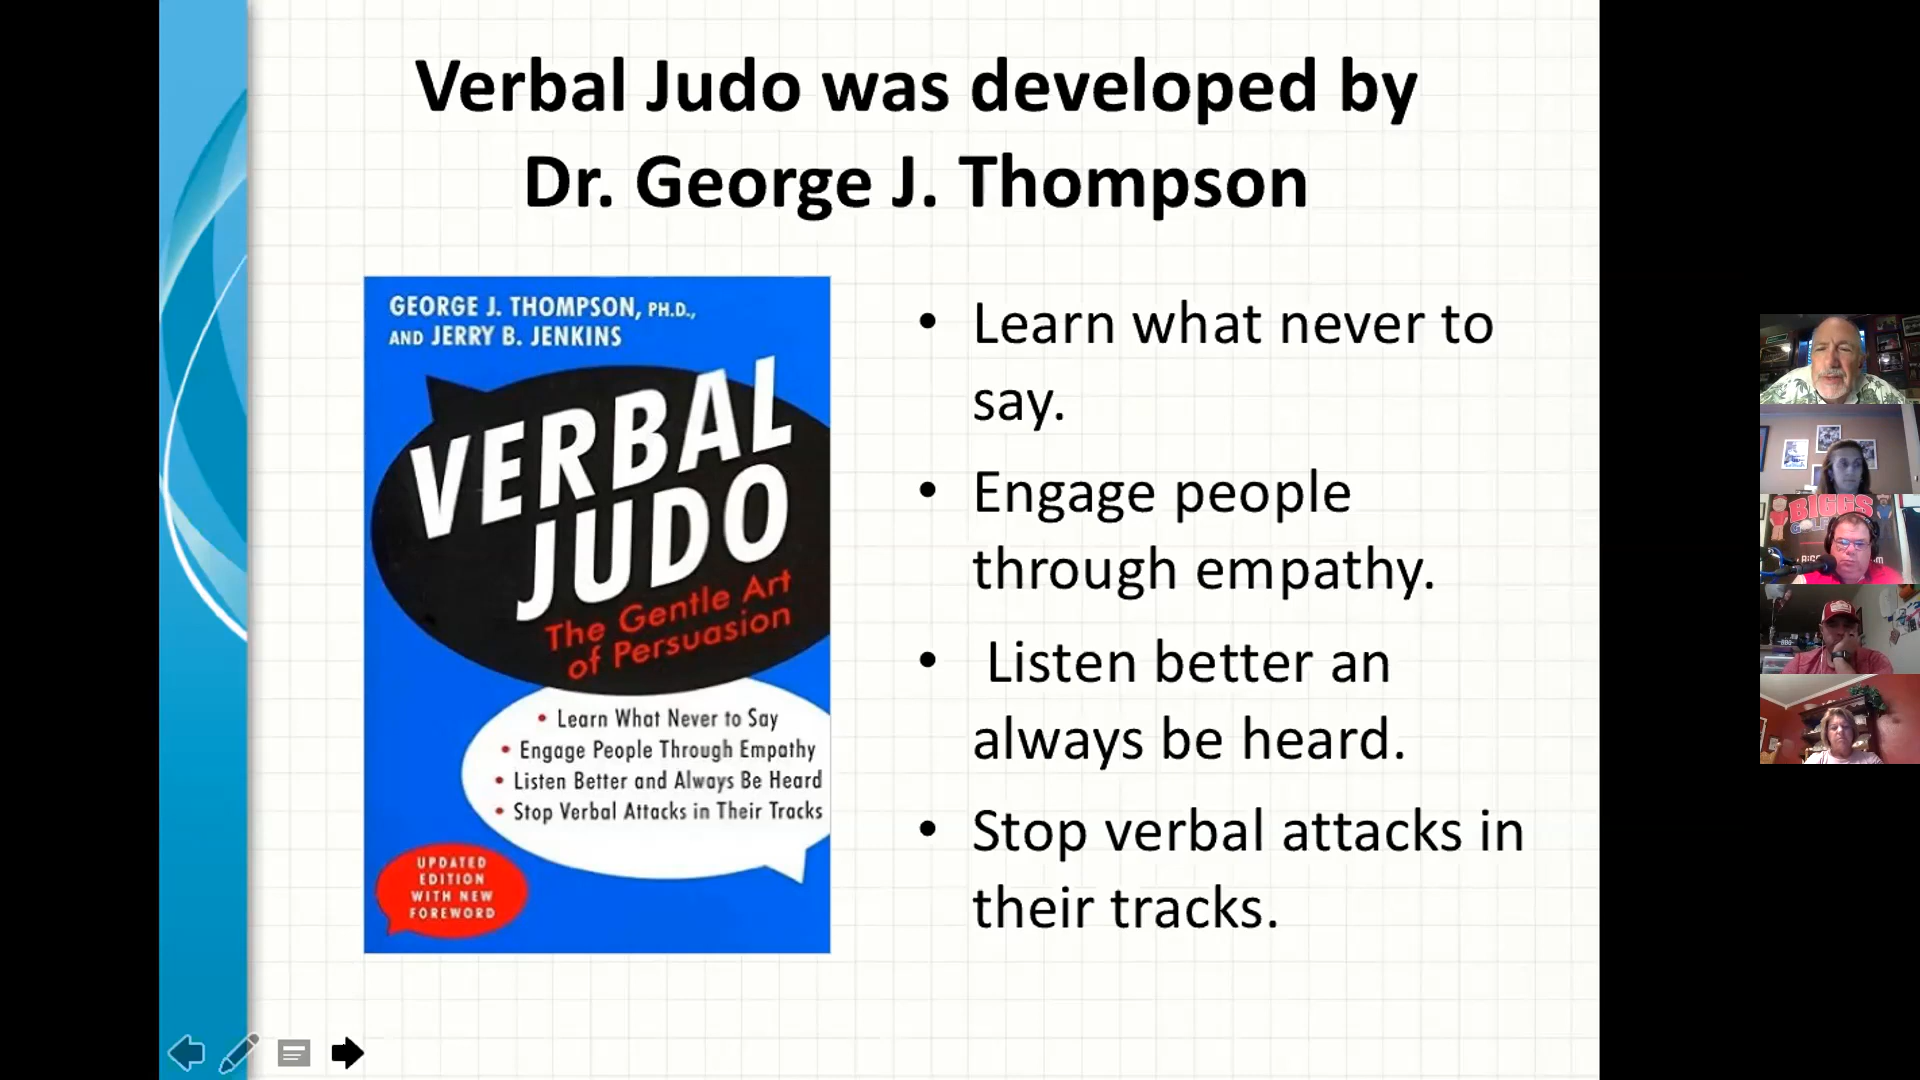 Verbal Judo was developed by
Dr. George J. Thompson
GEORGE J. THOMPSON, PH.D.,
AND JERRY B. JENKINS
VERBAL
JUDO
The Gentle Art
of Persuasion
• Learn What Never to Say
• Engage People Through Empathy
• Listen Better and Always Be Heard
• Stop Verbal Attacks in Their Tracks
UPDATED
EDITION
WITH NEW
FOREWORD
• Learn what never to
say.
• Engage people
through empathy.
• Listen better an
always be heard.
• Stop verbal attacks in
their tracks.
BIGGS